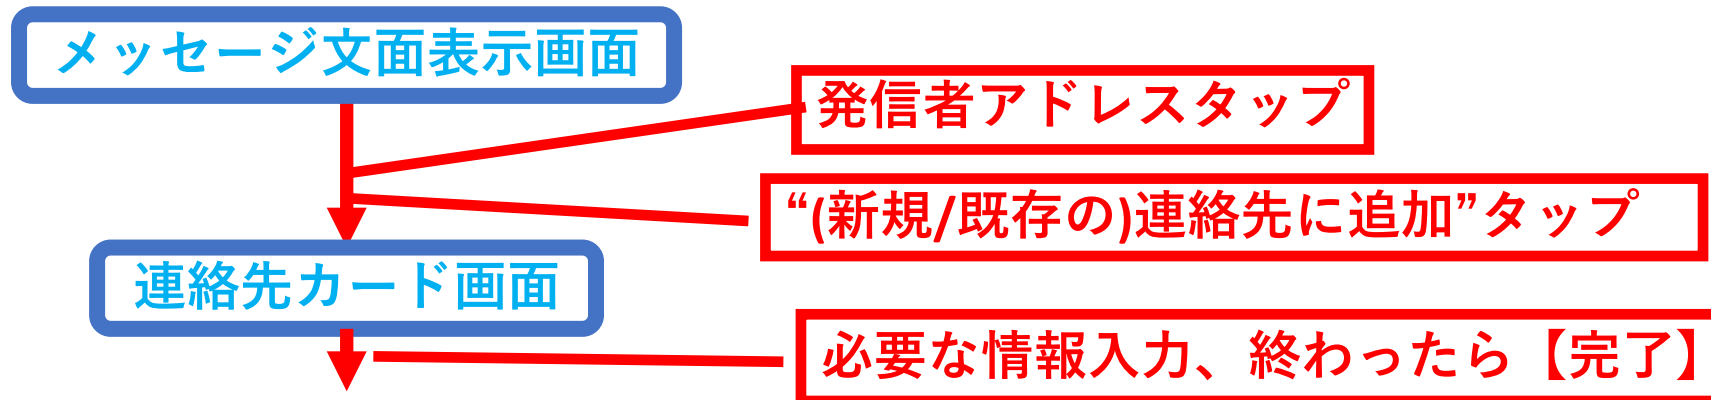 メッセージ文面表示画面
発信者アドレスタップ
“(新規/既存の)連絡先に追加”タップ
連絡先カード画面
必要な情報入力、終わったら【完了】